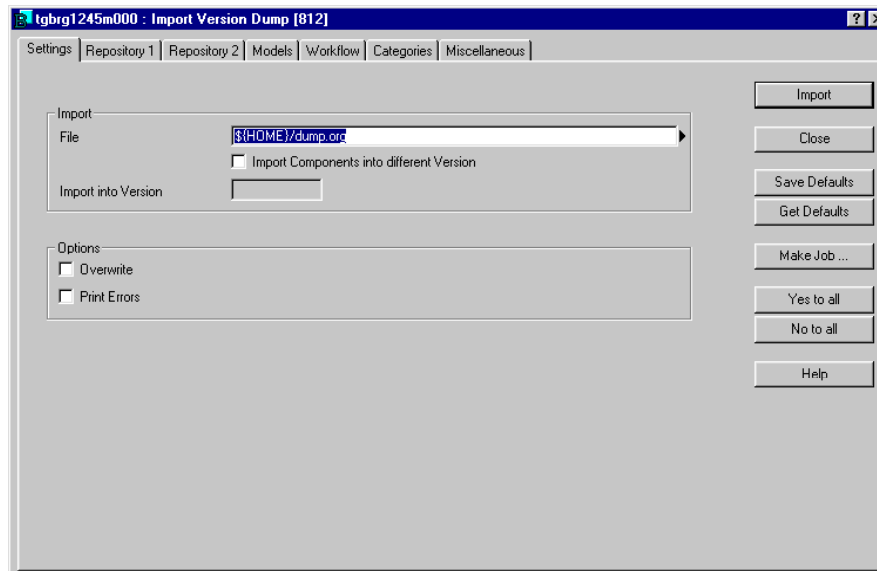 tgbrg1245m000 : Import Version Dump [812]
Settings Repository 1 Repository 2 Models Workflow Categories Miscellaneous
Import
File ${HOME}/dump.org
Import Components into different Version
Import into Version
Options
Overwrite
Print Errors
Import
Close
Save Defaults
Get Defaults
Make Job ...
Yes to all
No to all
Help